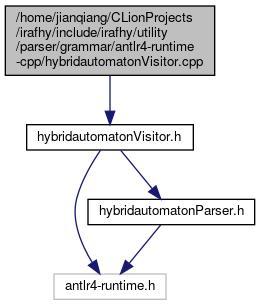 /home/jianqiang/CLionProjects
/irafhy/include/irafhy/utility
/parser/grammar/antlr4-runtime
-cpp/hybridautomatonVisitor.cpp
hybridautomatonVisitor.h
hybridautomatonParser.h
antlr4-runtime.h